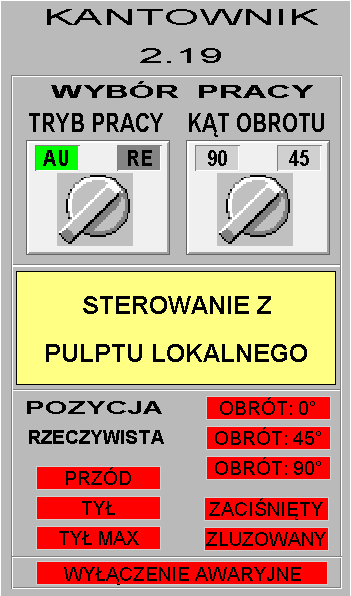 KANTOWNIK
2.19
WYBÓR PRACY
TRYB PRACY KĄT OBROTU
AU RE 90 45
STEROWANIE Z
PULPTU LOKALNEGO
POZYCJA
RZECZYWISTA
OBRÓT: 0°
OBRÓT: 45°
OBRÓT: 90°
PRZÓD
TYŁ
TYŁ MAX
ZACIŚNIĘTY
ZLUZOWANY
WYŁĄCZENIE AWARYJNE